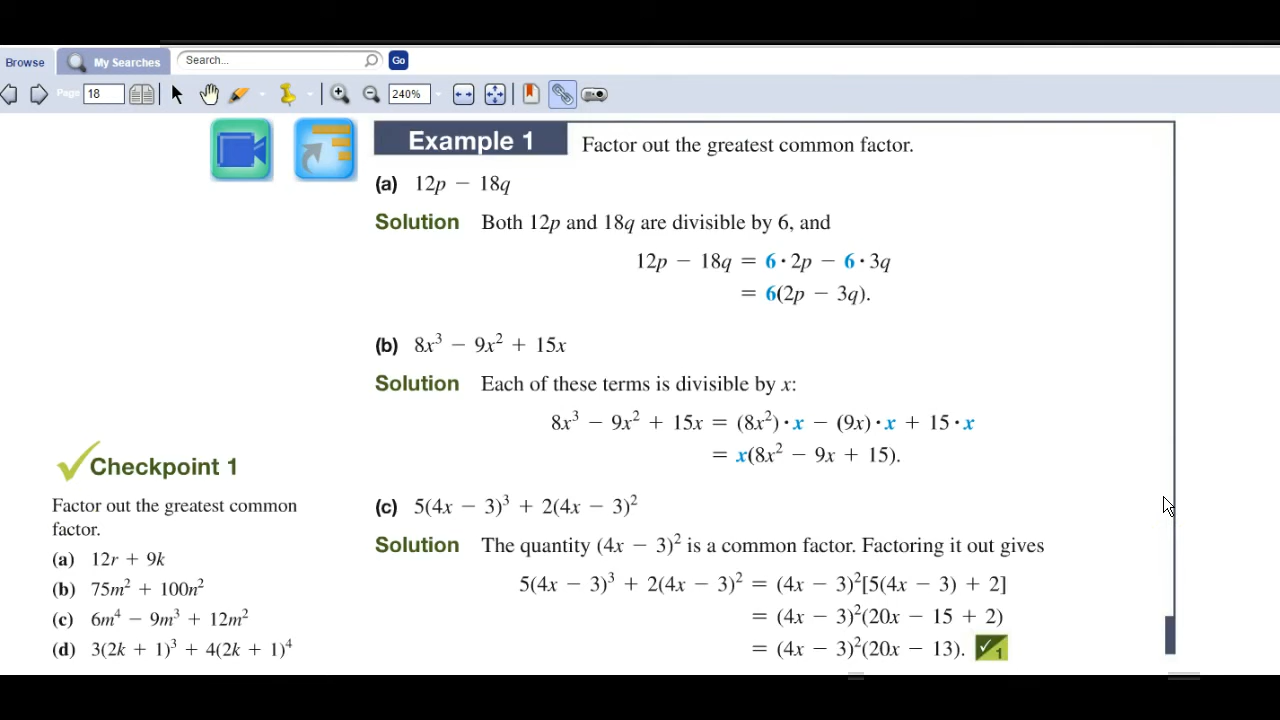 Browse
My Searches
Search...
Go
Page
18
240%
Example 1 Factor out the greatest common factor.
(a) 12p − 18q
Solution Both 12p and 18q are divisible by 6, and
12p − 18q = 6 · 2p − 6 · 3q
= 6(2p − 3q).
(b) 8x³ − 9x² + 15x
Solution Each of these terms is divisible by x:
8x³ − 9x² + 15x = (8x²) · x − (9x) · x + 15 · x
= x(8x² − 9x + 15).
(c) 5(4x − 3)³ + 2(4x − 3)²
Solution The quantity (4x − 3)² is a common factor. Factoring it out gives
5(4x − 3)³ + 2(4x − 3)² = (4x − 3)²[5(4x − 3) + 2]
= (4x − 3)²(20x − 15 + 2)
= (4x − 3)²(20x − 13). ✓1
Checkpoint 1
Factor out the greatest common
factor.
(a) 12r + 9k
(b) 75m² + 100n²
(c) 6m⁴ − 9m³ + 12m²
(d) 3(2k + 1)³ + 4(2k + 1)⁴